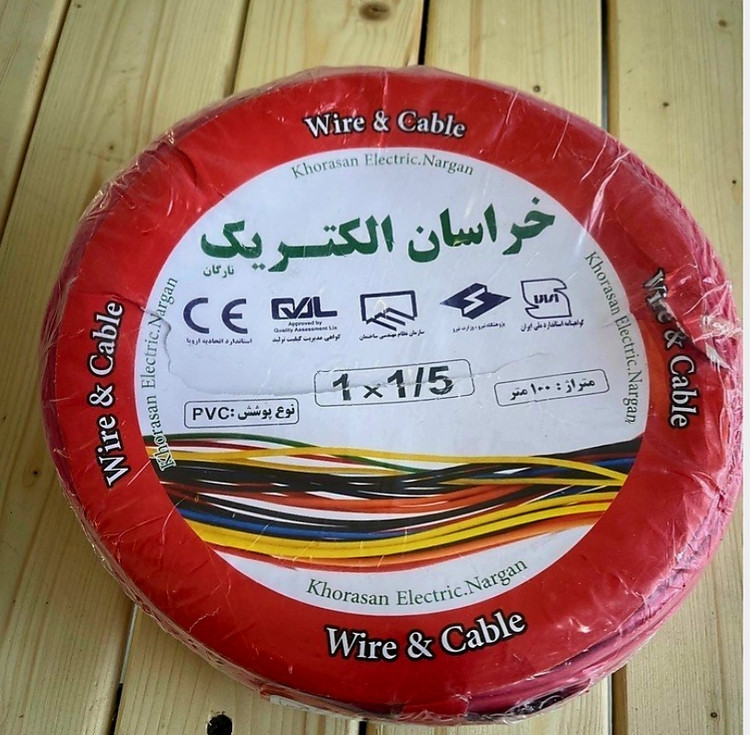 Wire & Cable
Khorasan Electric.Nargan
خراسان الکتریک
نارگان
CE
QAL
Approved by
Quality Assessment Lix
گواهی مدیریت کیفیت تولید
استاندارد اتحادیه اروپا
سازمان نظام مهندسی ساختمان
پژوهشگاه نیرو - وزارت نیرو
گواهینامه استاندارد ملی ایران
1×1/5
نوع پوشش: PVC
متراژ: ۱۰۰ متر
Wire & Cable
Khorasan Electric.Nargan
Khorasan Electric.Nargan
Wire & Cable
Khorasan Electric.Nargan
Wire & Cable